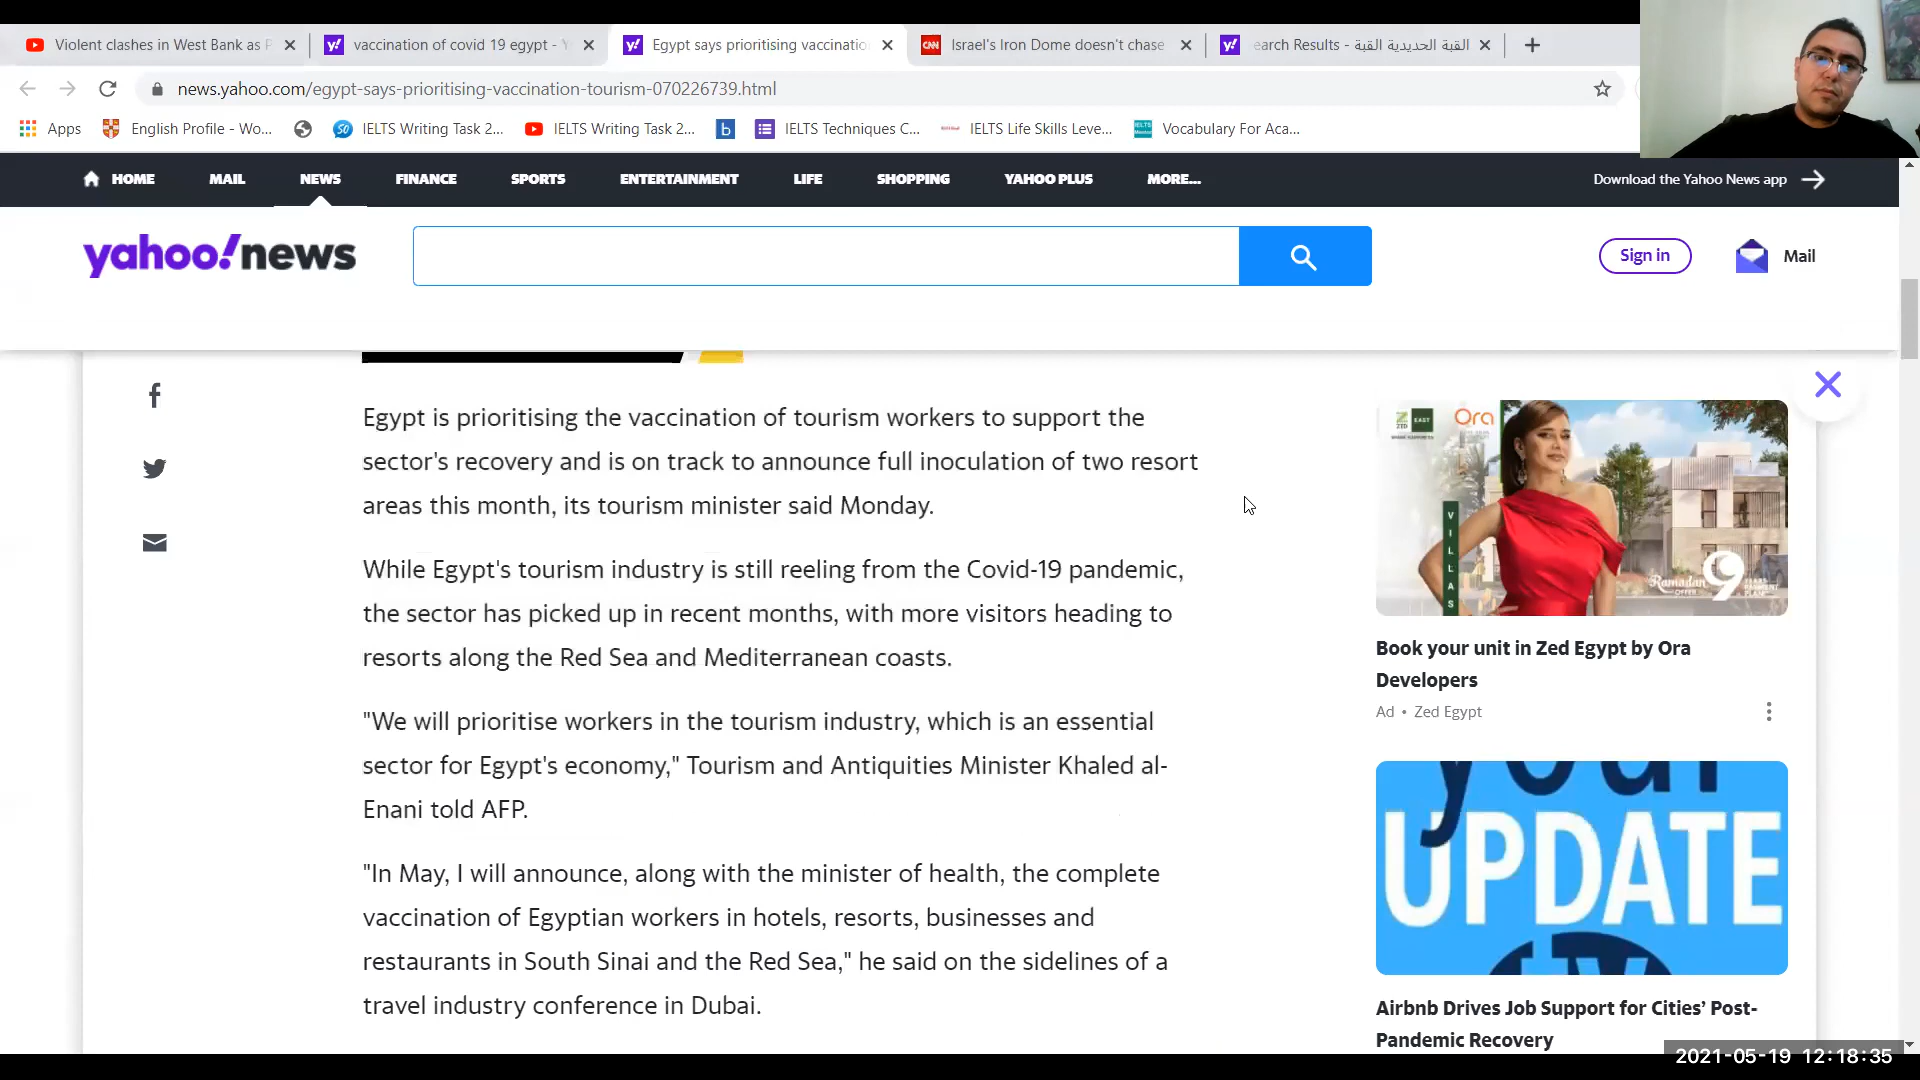 Violent clashes in West Bank as P
vaccination of covid 19 egypt - Y
Egypt says prioritising vaccinatio
CNN
Israel's Iron Dome doesn't chase
earch Results - القبة الحديدية القبة
news.yahoo.com/egypt-says-prioritising-vaccination-tourism-070226739.html
Apps
English Profile - Wo...
IELTS Writing Task 2...
IELTS Writing Task 2...
b
IELTS Techniques C...
IELTS Life Skills Leve...
Vocabulary For Aca...
HOME
MAIL
NEWS
FINANCE
SPORTS
ENTERTAINMENT
LIFE
SHOPPING
YAHOO PLUS
MORE...
Download the Yahoo News app
yahoo!news
Sign in
Mail
Egypt is prioritising the vaccination of tourism workers to support the
sector's recovery and is on track to announce full inoculation of two resort
areas this month, its tourism minister said Monday.
While Egypt's tourism industry is still reeling from the Covid-19 pandemic,
the sector has picked up in recent months, with more visitors heading to
resorts along the Red Sea and Mediterranean coasts.
"We will prioritise workers in the tourism industry, which is an essential
sector for Egypt's economy," Tourism and Antiquities Minister Khaled al-
Enani told AFP.
"In May, I will announce, along with the minister of health, the complete
vaccination of Egyptian workers in hotels, resorts, businesses and
restaurants in South Sinai and the Red Sea," he said on the sidelines of a
travel industry conference in Dubai.
ZED EAST
Ora
VILLAS
Ramadan
OFFER
9
YEARS
PAYMENT
PLAN
Book your unit in Zed Egypt by Ora
Developers
Ad • Zed Egypt
your
UPDATE
Airbnb Drives Job Support for Cities’ Post-
Pandemic Recovery
2021-05-19 12:18:35